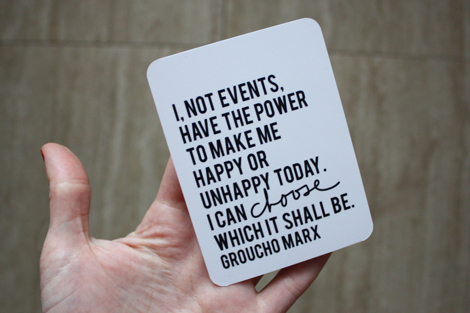 I, NOT EVENTS,
HAVE THE POWER
TO MAKE ME
HAPPY OR
UNHAPPY TODAY.
I CAN choose
WHICH IT SHALL BE.
GROUCHO MARX